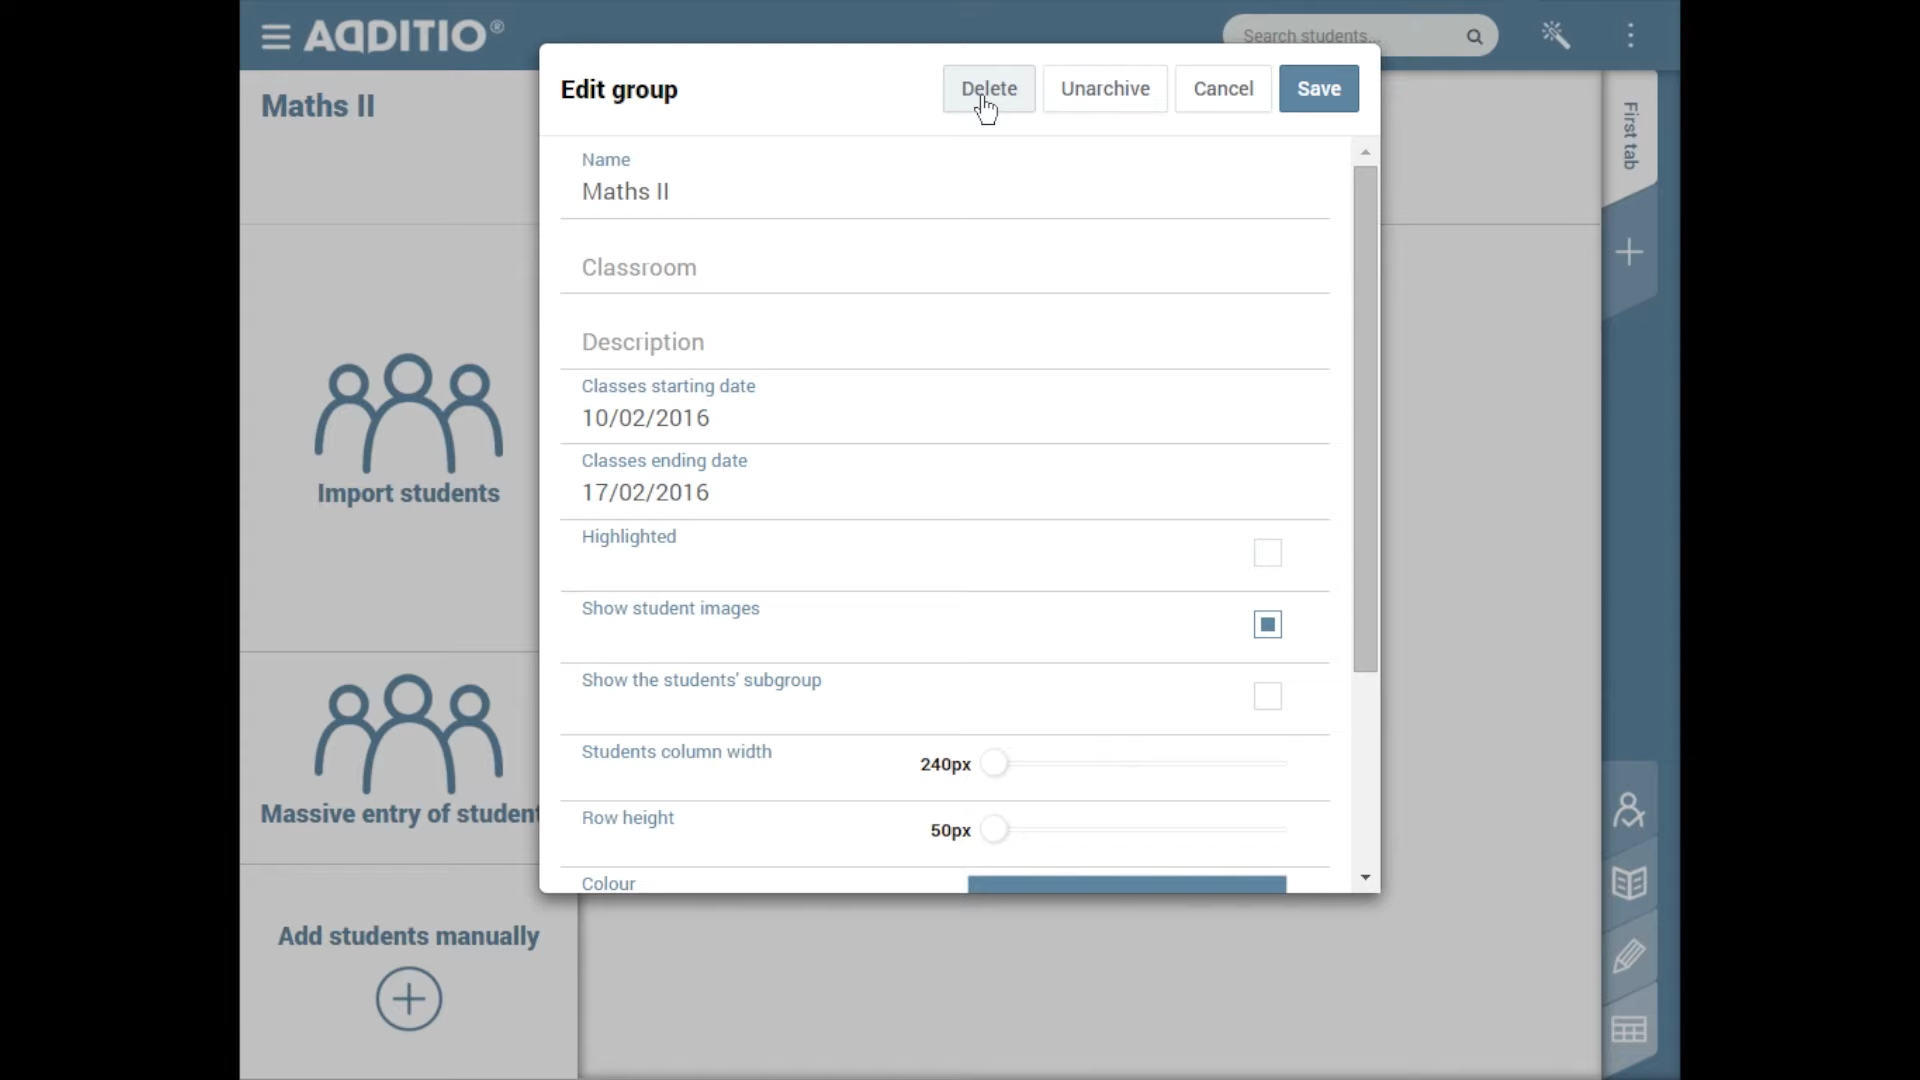 ADDITIO®
Search students...
Maths II
First tab
Edit group
Delete
Unarchive
Cancel
Save
Name
Maths II
Classroom
Description
Classes starting date
10/02/2016
Classes ending date
17/02/2016
Highlighted
Show student images
Show the students' subgroup
Students column width
240px
Row height
50px
Colour
Import students
Massive entry of student
Add students manually